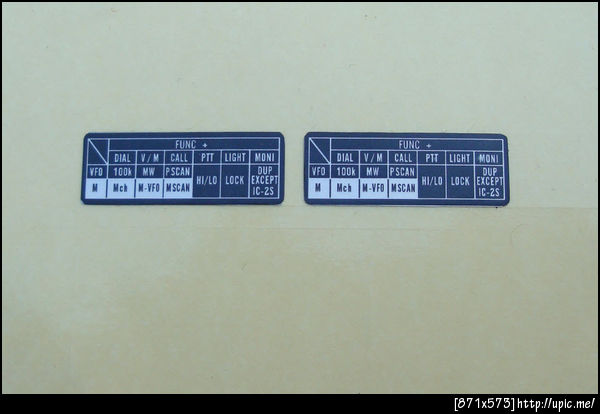 FUNC +
DIAL V/M CALL PTT LIGHT MONI
VFO 100k MW PSCAN HI/LO LOCK DUP EXCEPT IC-2S
M Mck M-VFO MSCAN
FUNC +
DIAL V/M CALL PTT LIGHT MONI
VFO 100k MW PSCAN HI/LO LOCK DUP EXCEPT IC-2S
M Mck M-VFO MSCAN
[871x573]http://upic.me/